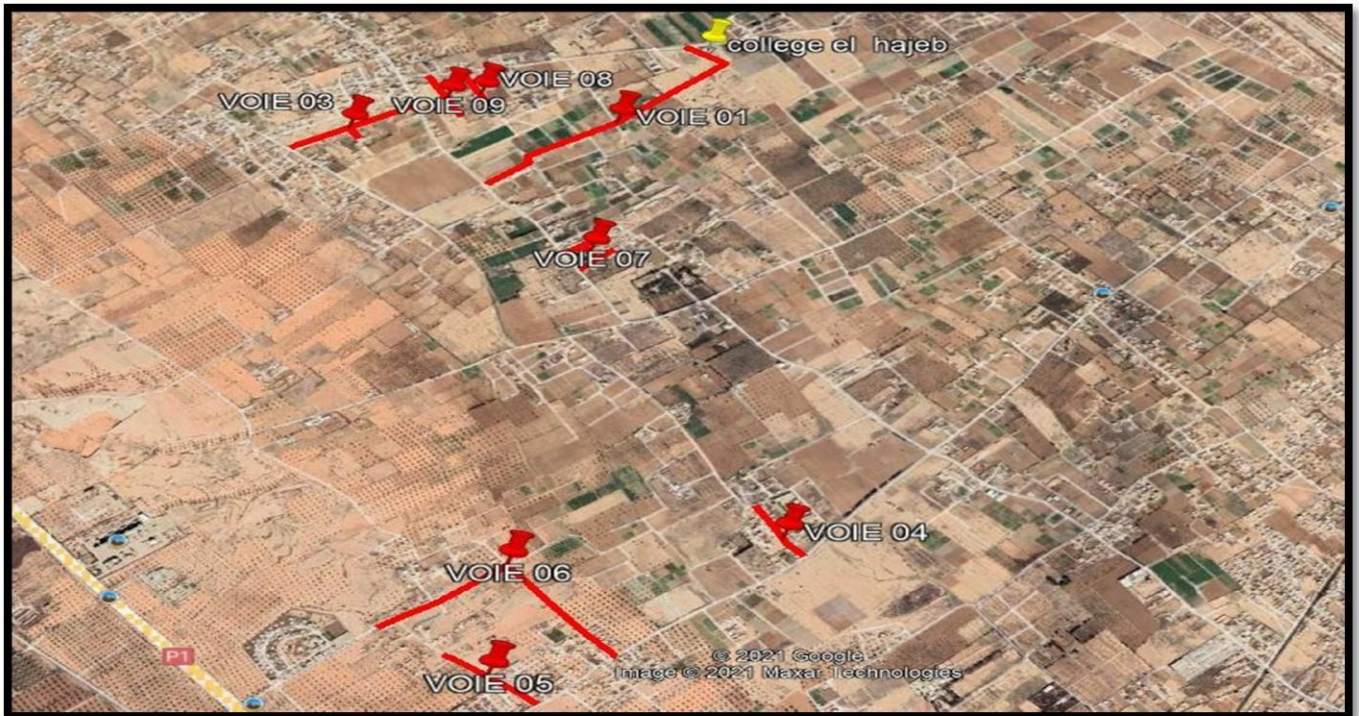 college el hajeb
VOIE 08
VOIE 03
VOIE 09
VOIE 01
VOIE 07
VOIE 04
VOIE 06
P1
VOIE 05
© 2021 Google
Image © 2021 Maxar Technologies